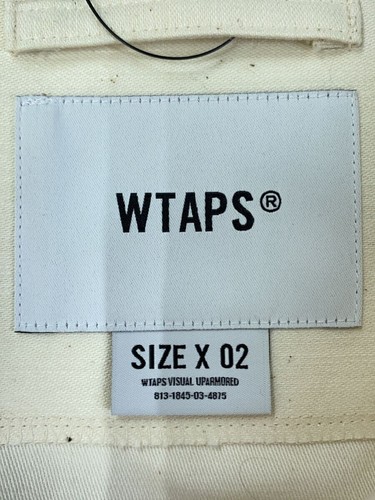 WTAPS®
SIZE X 02
WTAPS VISUAL UPARMORED
813-1845-03-4875